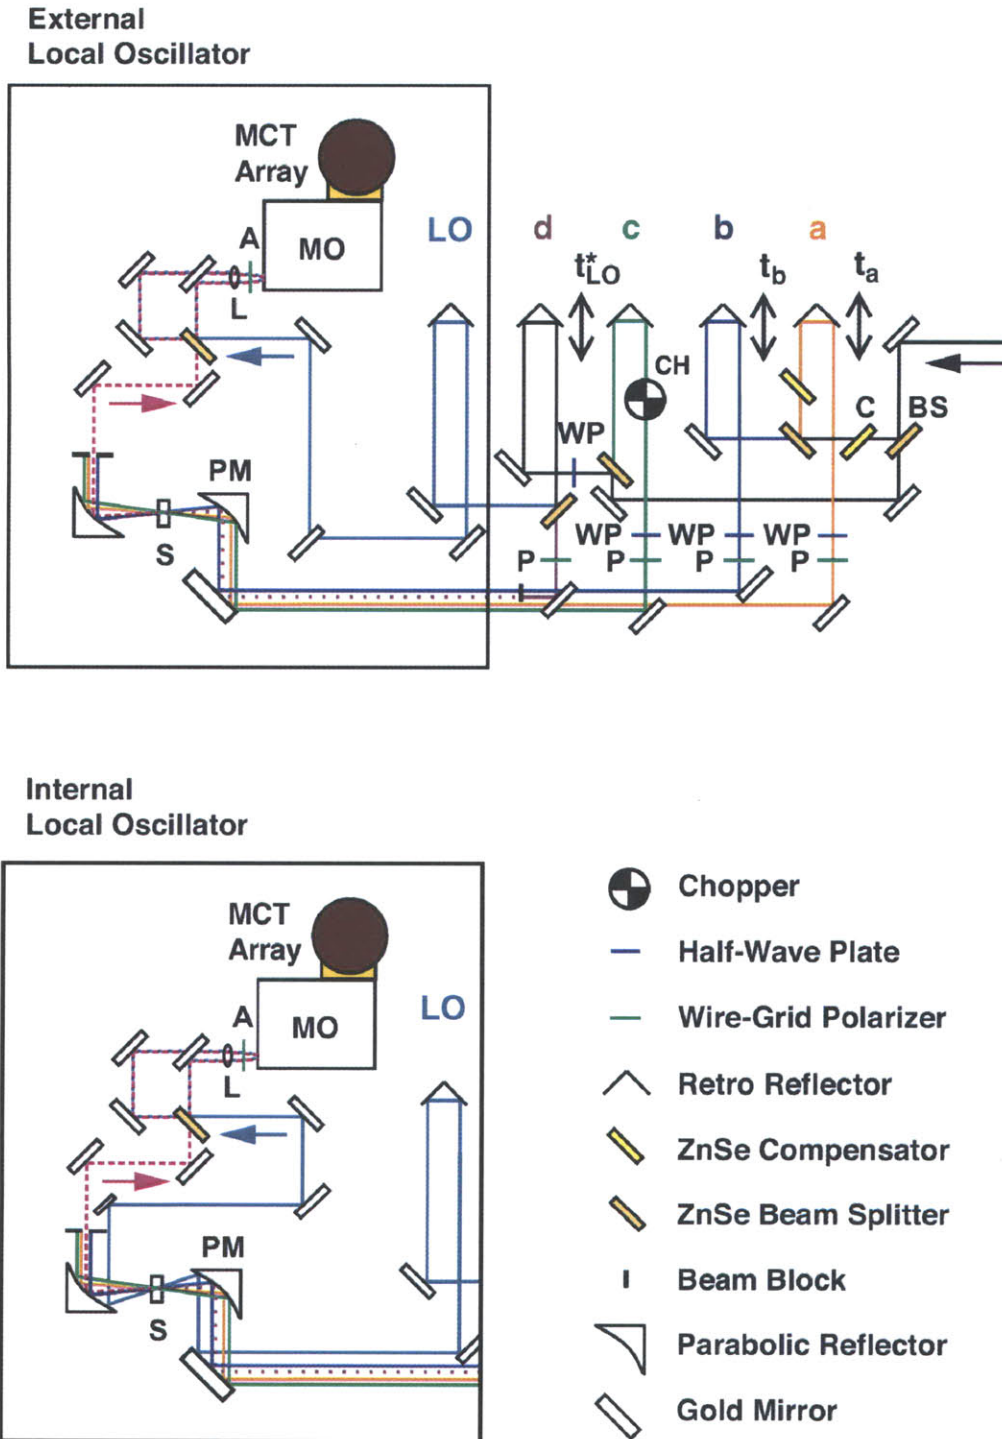 External
Local Oscillator
MCT
Array
MO
A
L
LO
d
c
b
a
t*LO
tb
ta
CH
WP
C
BS
PM
S
P
WP
P
WP
P
WP
P
Internal
Local Oscillator
MCT
Array
MO
A
L
LO
PM
S
Chopper
Half-Wave Plate
Wire-Grid Polarizer
Retro Reflector
ZnSe Compensator
ZnSe Beam Splitter
Beam Block
Parabolic Reflector
Gold Mirror